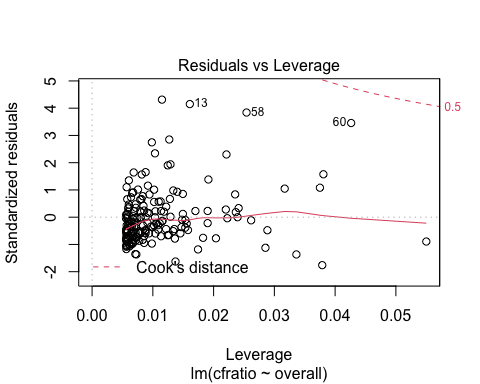 Residuals vs Leverage
Standardized residuals
5
4
3
2
1
0
-2
13
58
60
0.5
Cook's distance
0.00 0.01 0.02 0.03 0.04 0.05
Leverage
lm(cfratio ~ overall)